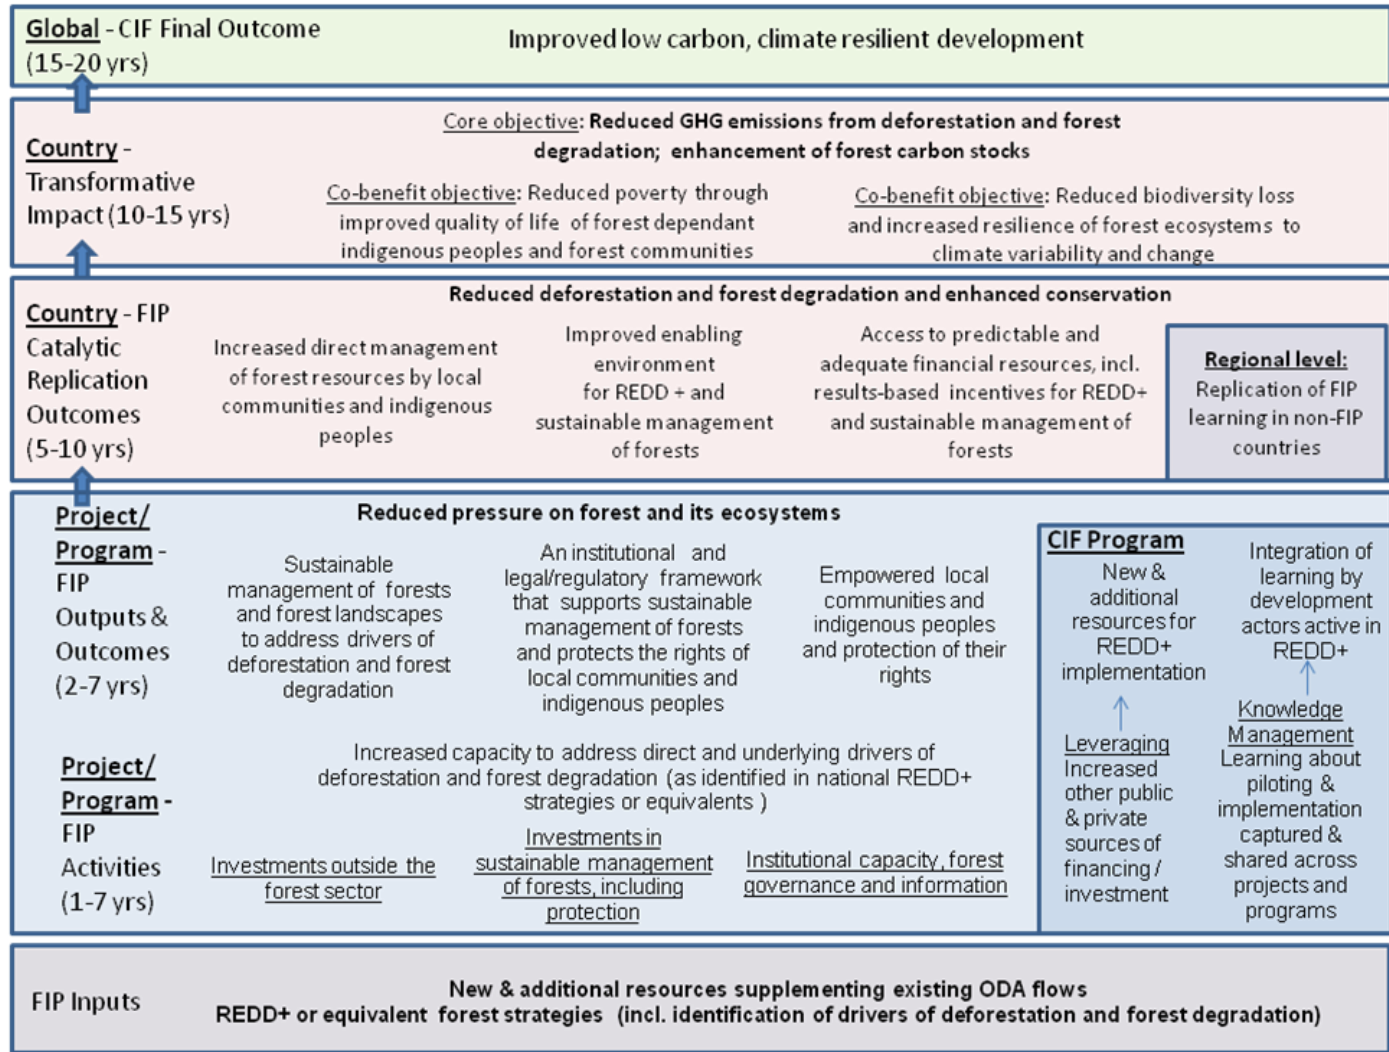 Global - CIF Final Outcome
(15-20 yrs)
Improved low carbon, climate resilient development
Country -
Transformative
Impact (10-15 yrs)
Core objective: Reduced GHG emissions from deforestation and forest
degradation; enhancement of forest carbon stocks
Co-benefit objective: Reduced poverty through
improved quality of life of forest dependant
indigenous peoples and forest communities
Co-benefit objective: Reduced biodiversity loss
and increased resilience of forest ecosystems to
climate variability and change
Country - FIP
Catalytic
Replication
Outcomes
(5-10 yrs)
Reduced deforestation and forest degradation and enhanced conservation
Increased direct management
of forest resources by local
communities and indigenous
peoples
Improved enabling
environment
for REDD + and
sustainable management
of forests
Access to predictable and
adequate financial resources, incl.
results-based incentives for REDD+
and sustainable management of
forests
Regional level:
Replication of FIP
learning in non-FIP
countries
Project/
Program -
FIP
Outputs &
Outcomes
(2-7 yrs)
Reduced pressure on forest and its ecosystems
Sustainable
management of forests
and forest landscapes
to address drivers of
deforestation and forest
degradation
An institutional and
legal/regulatory framework
that supports sustainable
management of forests
and protects the rights of
local communities and
indigenous peoples
Empowered local
communities and
indigenous peoples
and protection of their
rights
CIF Program
New &
additional
resources for
REDD+
implementation
Integration of
learning by
development
actors active in
REDD+
Project/
Program -
FIP
Activities
(1-7 yrs)
Increased capacity to address direct and underlying drivers of
deforestation and forest degradation (as identified in national REDD+
strategies or equivalents )
Investments outside the
forest sector
Investments in
sustainable management
of forests, including
protection
Institutional capacity, forest
governance and information
Leveraging
Increased
other public
& private
sources of
financing /
investment
Knowledge
Management
Learning about
piloting &
implementation
captured &
shared across
projects and
programs
FIP Inputs
New & additional resources supplementing existing ODA flows
REDD+ or equivalent forest strategies (incl. identification of drivers of deforestation and forest degradation)